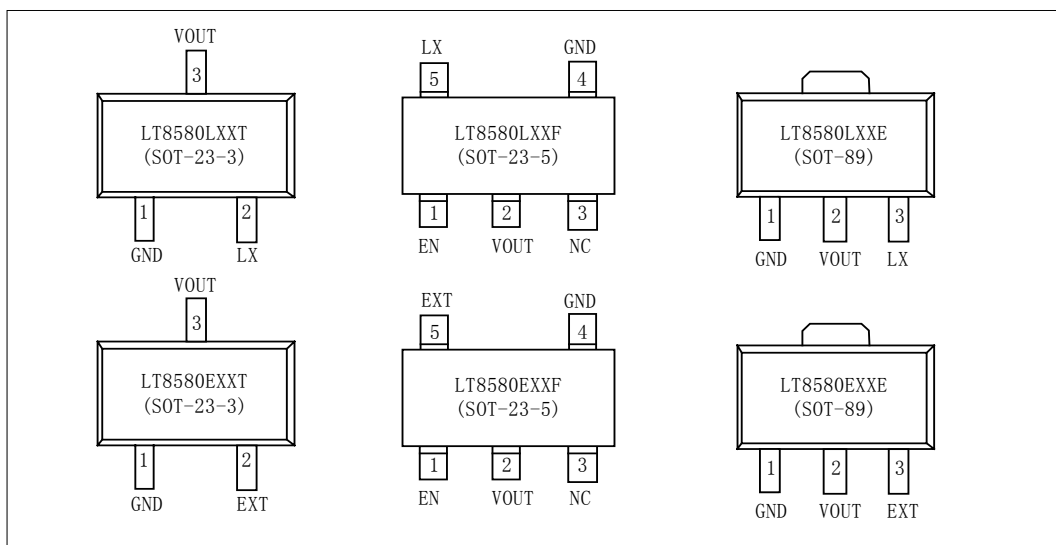 VOUT
3
LT8580LXXT
(SOT-23-3)
1
2
GND
LX
LX
GND
5
4
LT8580LXXF
(SOT-23-5)
1
2
3
EN
VOUT
NC
LT8580LXXE
(SOT-89)
1
2
3
GND
VOUT
LX
VOUT
3
LT8580EXXT
(SOT-23-3)
1
2
GND
EXT
EXT
GND
5
4
LT8580EXXF
(SOT-23-5)
1
2
3
EN
VOUT
NC
LT8580EXXE
(SOT-89)
1
2
3
GND
VOUT
EXT